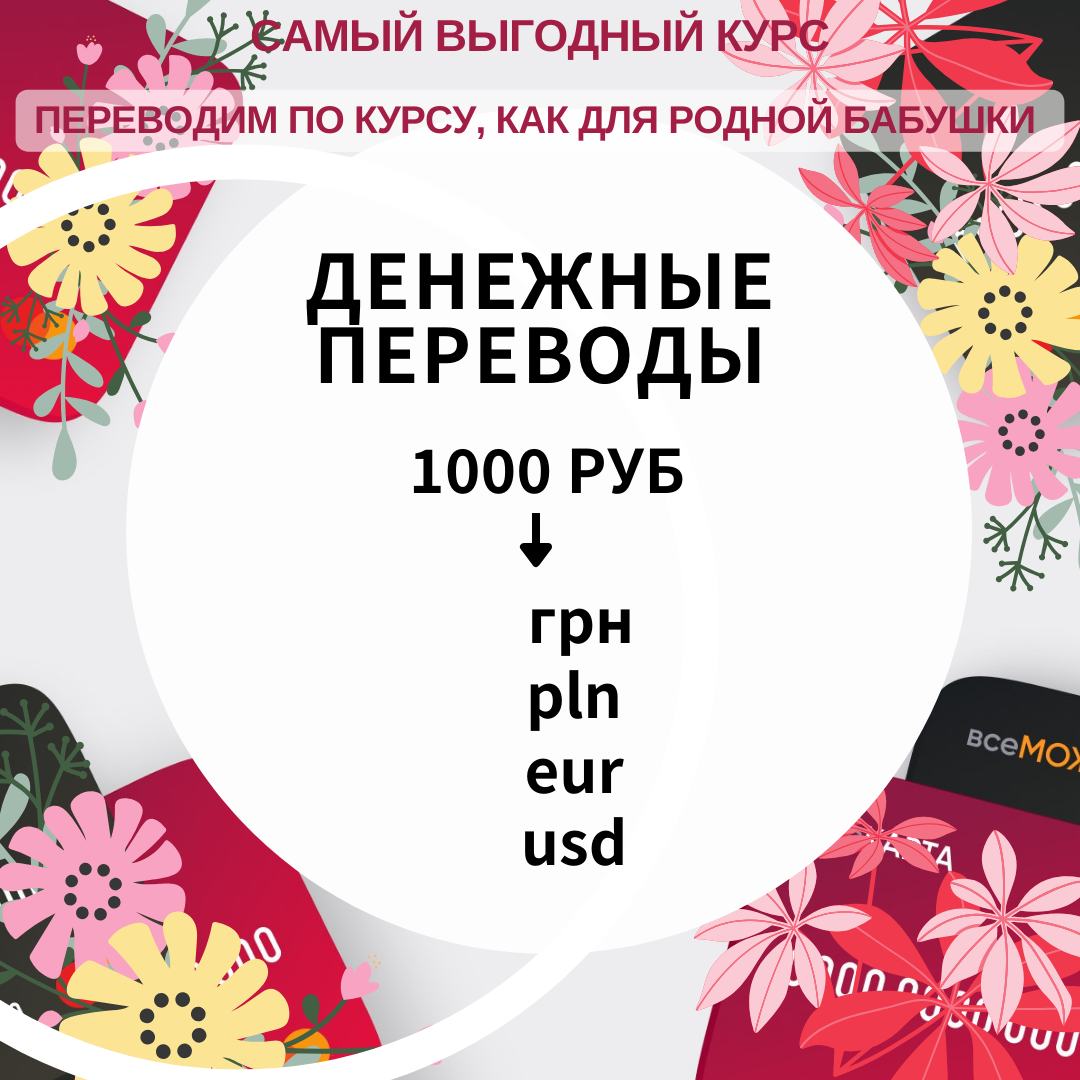 САМЫЙ ВЫГОДНЫЙ КУРС
ПЕРЕВОДИМ ПО КУРСУ, КАК ДЛЯ РОДНОЙ БАБУШКИ
ДЕНЕЖНЫЕ
ПЕРЕВОДЫ
1000 РУБ
грн
pln
eur
usd